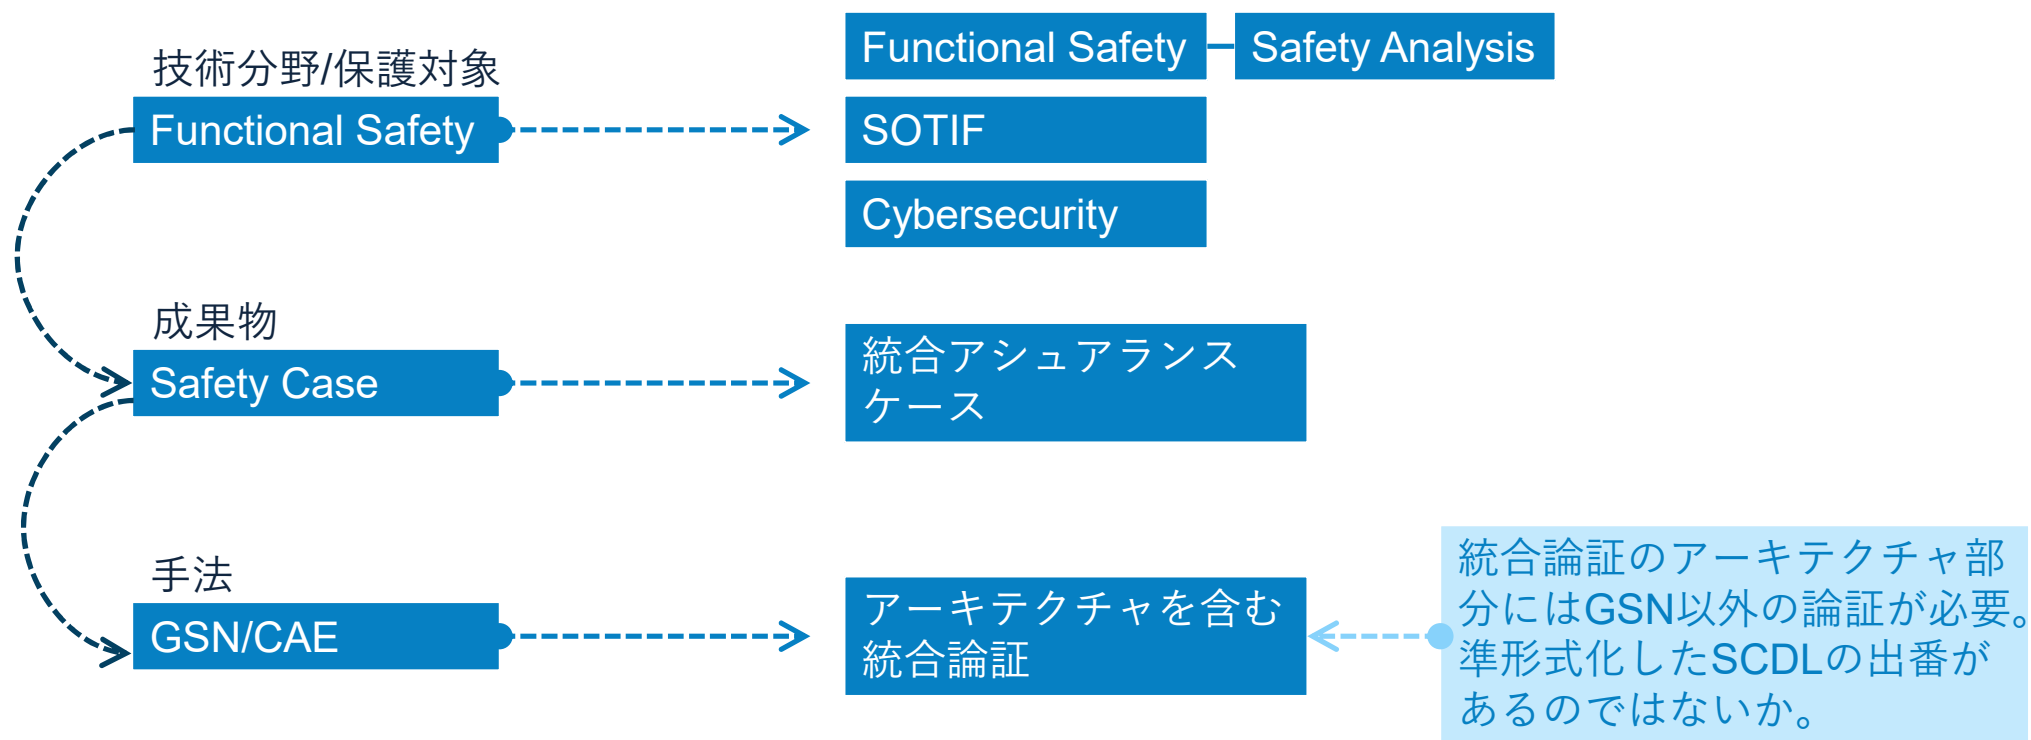 技術分野/保護対象
Functional Safety
Functional Safety
Safety Analysis
SOTIF
Cybersecurity
成果物
Safety Case
統合アシュアランス
ケース
手法
GSN/CAE
アーキテクチャを含む
統合論証
統合論証のアーキテクチャ部
分にはGSN以外の論証が必要。
準形式化したSCDLの出番が
あるのではないか。